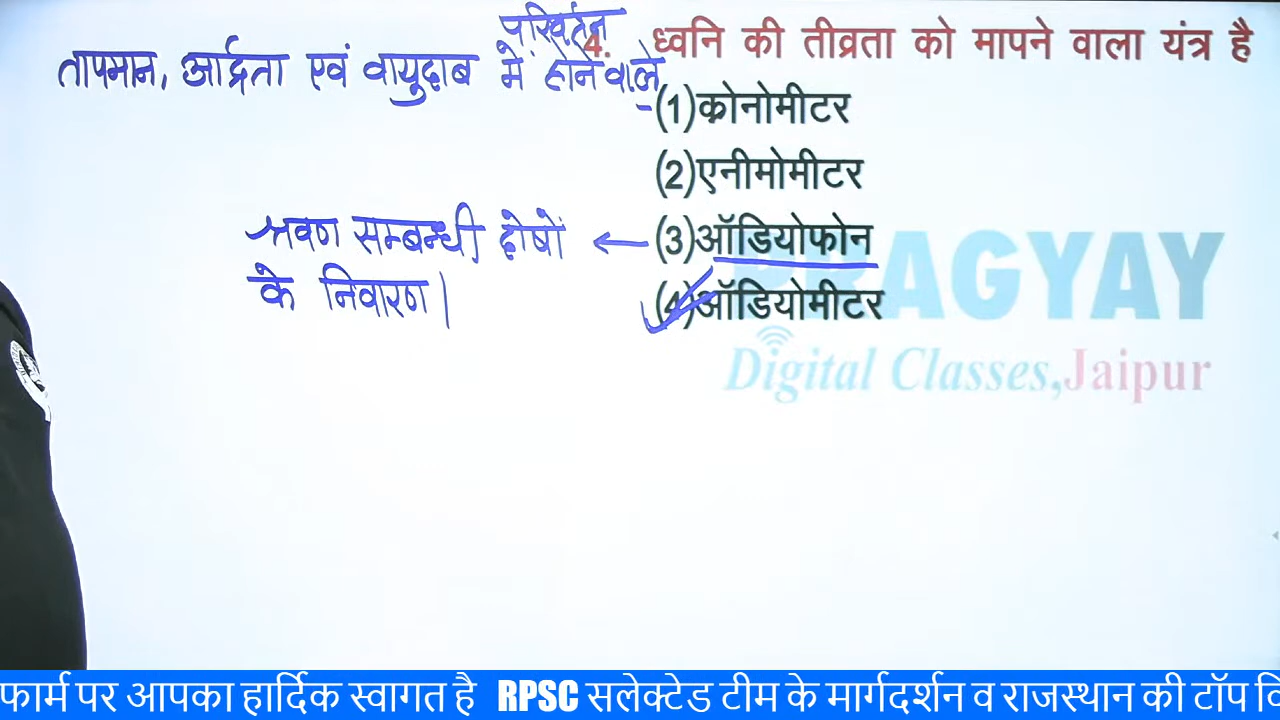 4. ध्वनि की तीव्रता को मापने वाला यंत्र है
(1)क्रोनोमीटर
(2)एनीमोमीटर
(3)ऑडियोफोन
(4)ऑडियोमीटर
परिवर्तन
तापमान, आर्द्रता एवं वायुदाब में होनेवाले
श्रवण सम्बन्धी दोषों
के निवारण।
PRAGYAY
Digital Classes,Jaipur
फार्म पर आपका हार्दिक स्वागत है RPSC सलेक्टेड टीम के मार्गदर्शन व राजस्थान की टॉप